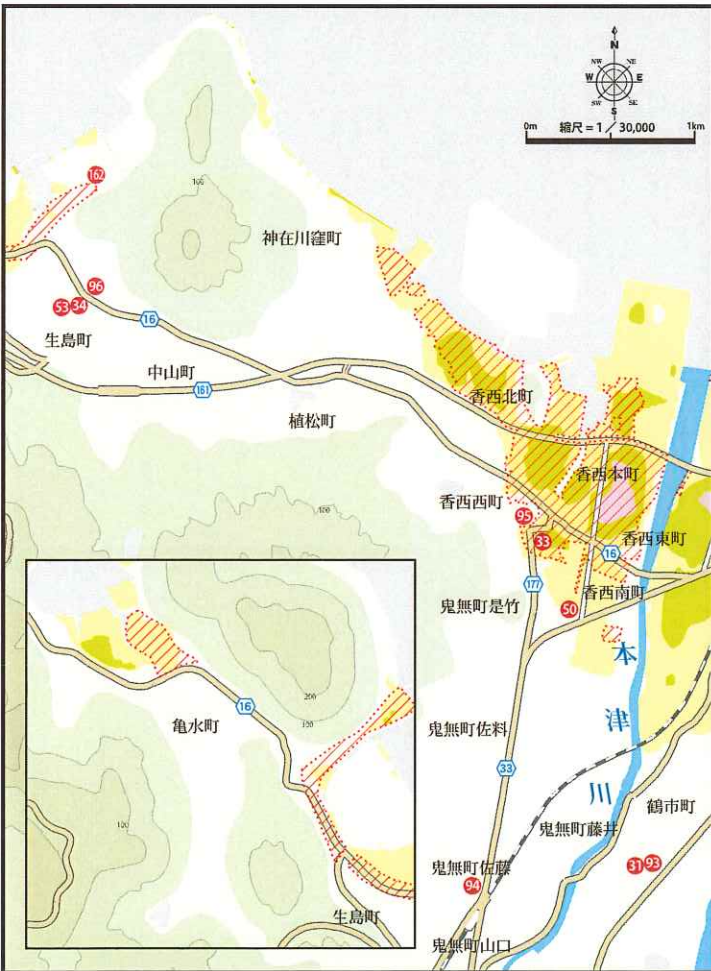 N
NW NE
W E
SW SE
S
0m 縮尺=1/30,000 1km
162
100
神在川窪町
96
53 34
16
生島町
中山町
161
香西北町
植松町
香西本町
香西西町
95
100
33
香西東町
16
177
鬼無町是竹
50
香西南町
本津川
200
100
16
亀水町
鬼無町佐料
33
100
鶴市町
鬼無町藤井
鬼無町佐藤
31 93
94
生島町
鬼無町山口